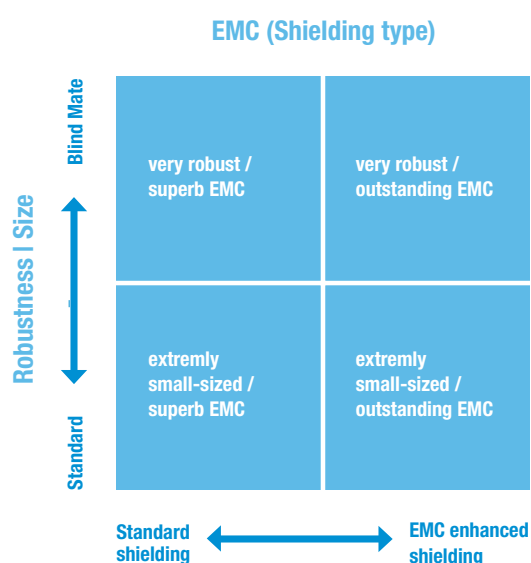 EMC (Shielding type)
Blind Mate
Robustness I Size
Standard
very robust /
superb EMC
very robust /
outstanding EMC
extremly
small-sized /
superb EMC
extremly
small-sized /
outstanding EMC
Standard
shielding
EMC enhanced
shielding